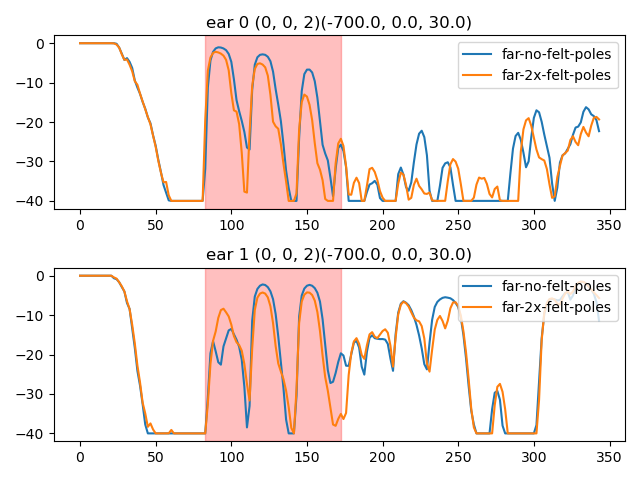 ear 0 (0, 0, 2)(-700.0, 0.0, 30.0)
0
−10
−20
−30
−40
far-no-felt-poles
far-2x-felt-poles
0 50 100 150 200 250 300 350
ear 1 (0, 0, 2)(-700.0, 0.0, 30.0)
0
−10
−20
−30
−40
far-no-felt-poles
far-2x-felt-poles
0 50 100 150 200 250 300 350